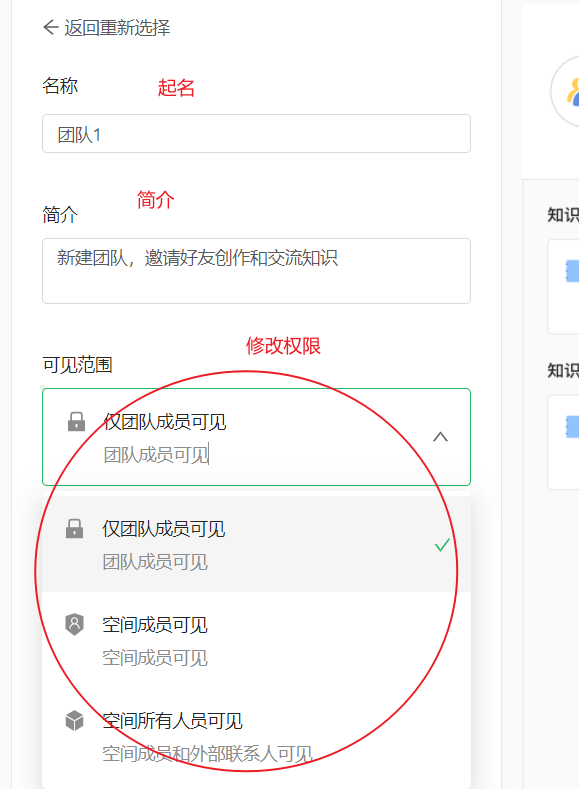 返回重新选择
名称
起名
团队1
简介
简介
新建团队，邀请好友创作和交流知识
修改权限
可见范围
仅团队成员可见
团队成员可见
仅团队成员可见
团队成员可见
空间成员可见
空间成员可见
空间所有人员可见
空间成员和外部联系人可见
知识
知识